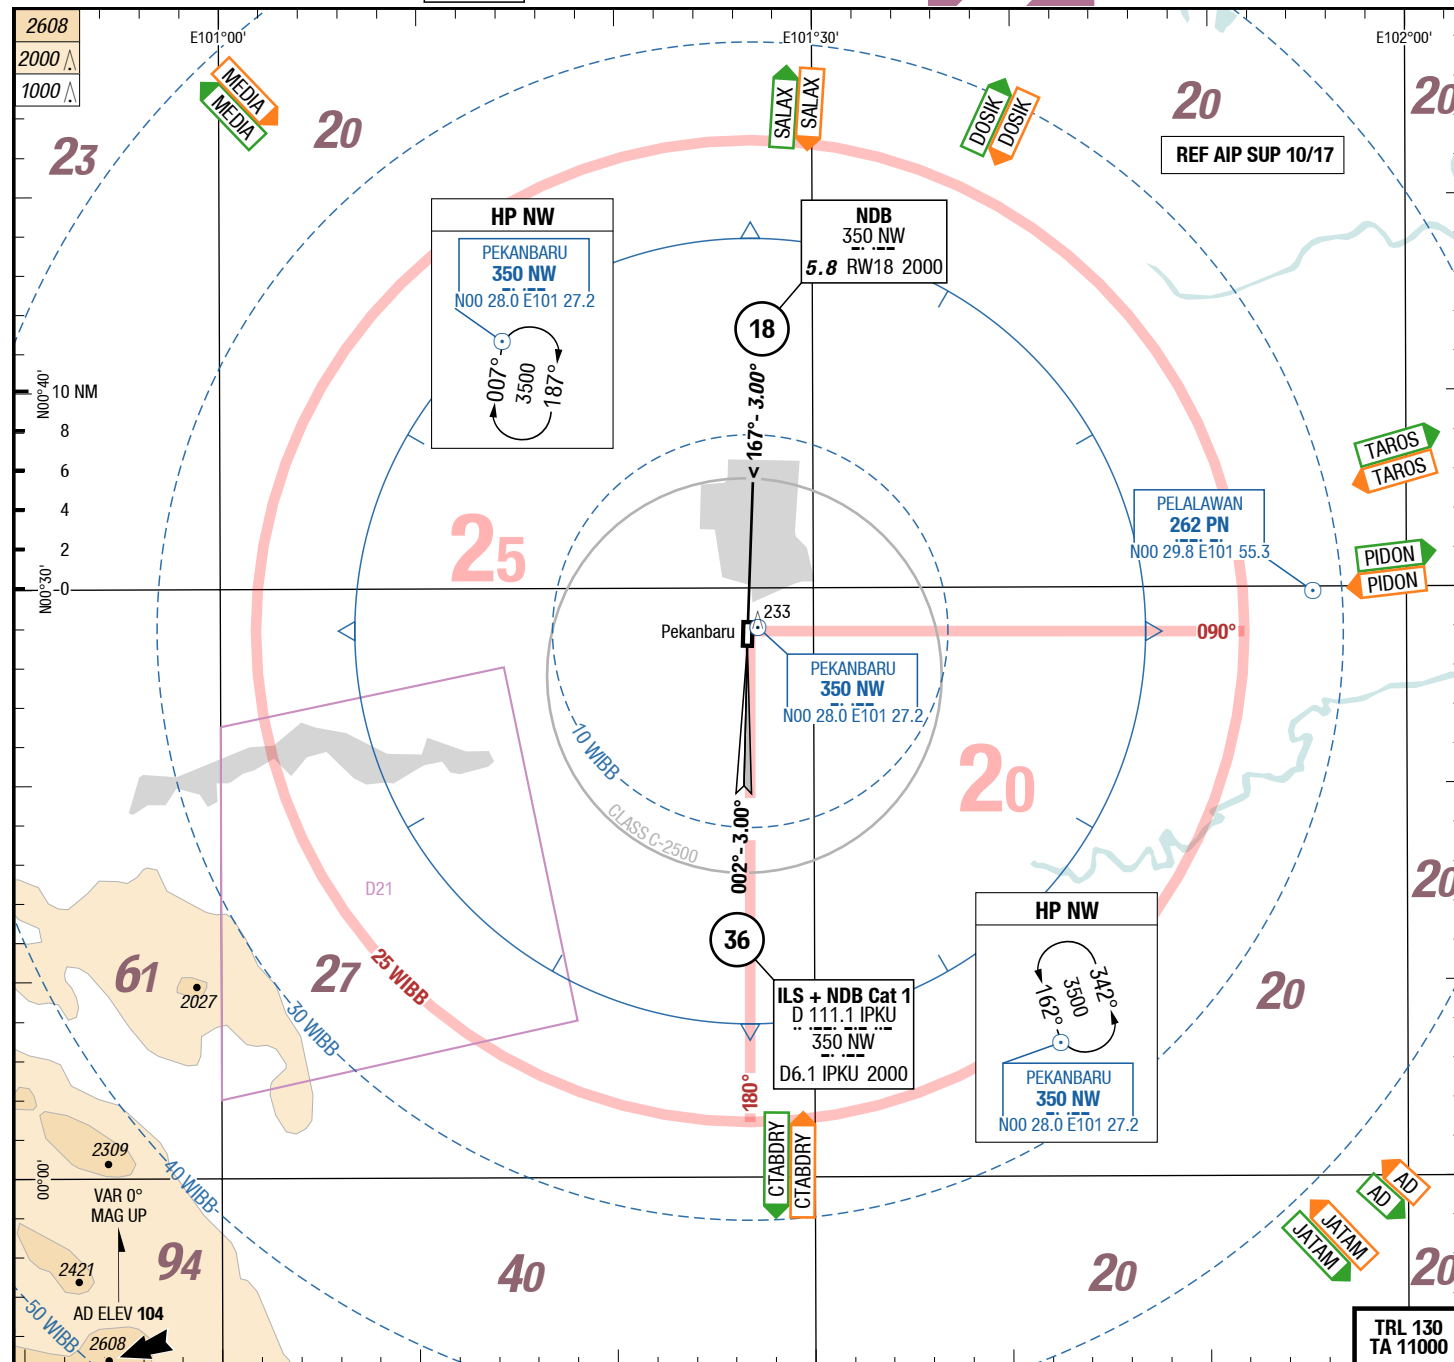 2608
2000
1000
E101°00'
E101°30'
E102°00'
MEDIA
MEDIA
SALAX
SALAX
DOSIK
DOSIK
23
20
20
20
REF AIP SUP 10/17
HP NW
PEKANBARU
350 NW
N00 28.0 E101 27.2
007°
3500
187°
NDB
350 NW
5.8 RW18 2000
18
167°- 3.00°
N00°40'
10 NM
8
6
4
2
0
N00°30'
TAROS
TAROS
PELALAWAN
262 PN
N00 29.8 E101 55.3
PIDON
PIDON
25
233
Pekanbaru
090°
PEKANBARU
350 NW
N00 28.0 E101 27.2
10 WIBB
20
CLASS C-2500
002°- 3.00°
D21
20
36
HP NW
342°
3500
162°
PEKANBARU
350 NW
N00 28.0 E101 27.2
61
27
25 WIBB
20
2027
30 WIBB
ILS + NDB Cat 1
D 111.1 IPKU
350 NW
D6.1 IPKU 2000
180°
CTABDRY
CTABDRY
2309
00°00'
40 WIBB
VAR 0°
MAG UP
AD
AD
JATAM
JATAM
94
40
20
20
2421
AD ELEV 104
50 WIBB
2608
TRL 130
TA 11000